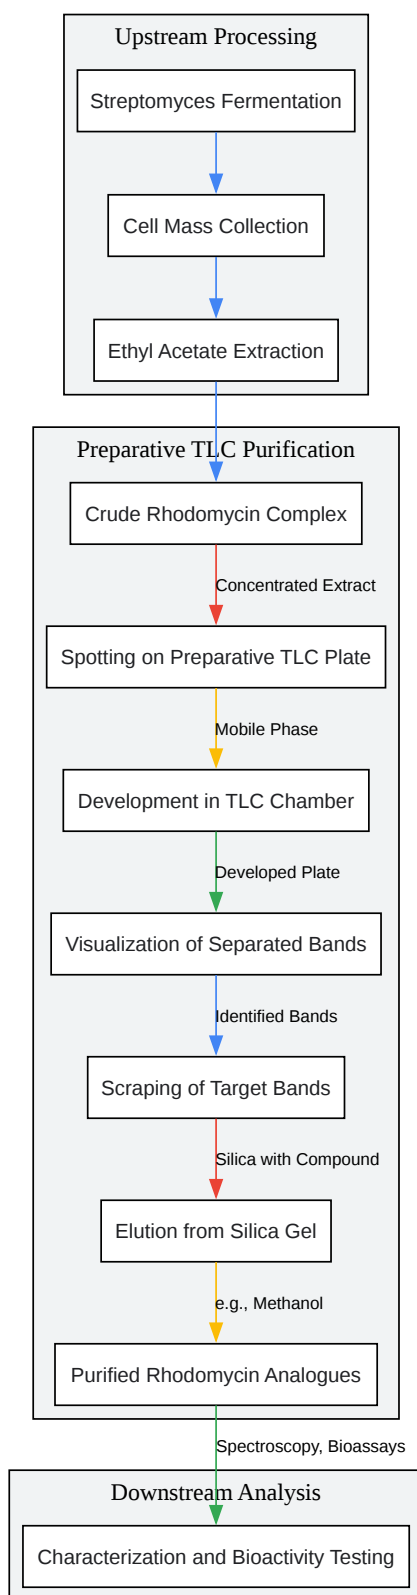 Upstream Processing
Streptomyces Fermentation
Cell Mass Collection
Ethyl Acetate Extraction
Preparative TLC Purification
Crude Rhodomycin Complex
Concentrated Extract
Spotting on Preparative TLC Plate
Mobile Phase
Development in TLC Chamber
Developed Plate
Visualization of Separated Bands
Identified Bands
Scraping of Target Bands
Silica with Compound
Elution from Silica Gel
e.g., Methanol
Purified Rhodomycin Analogues
Spectroscopy, Bioassays
Downstream Analysis
Characterization and Bioactivity Testing